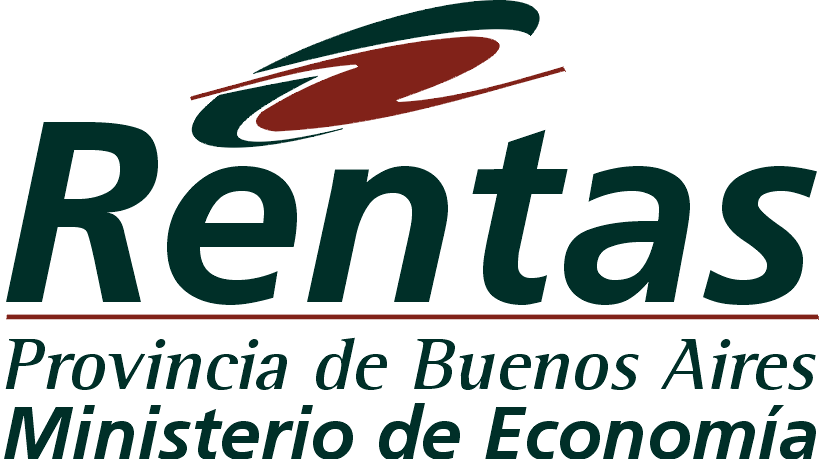 Rentas
Provincia de Buenos Aires
Ministerio de Economía